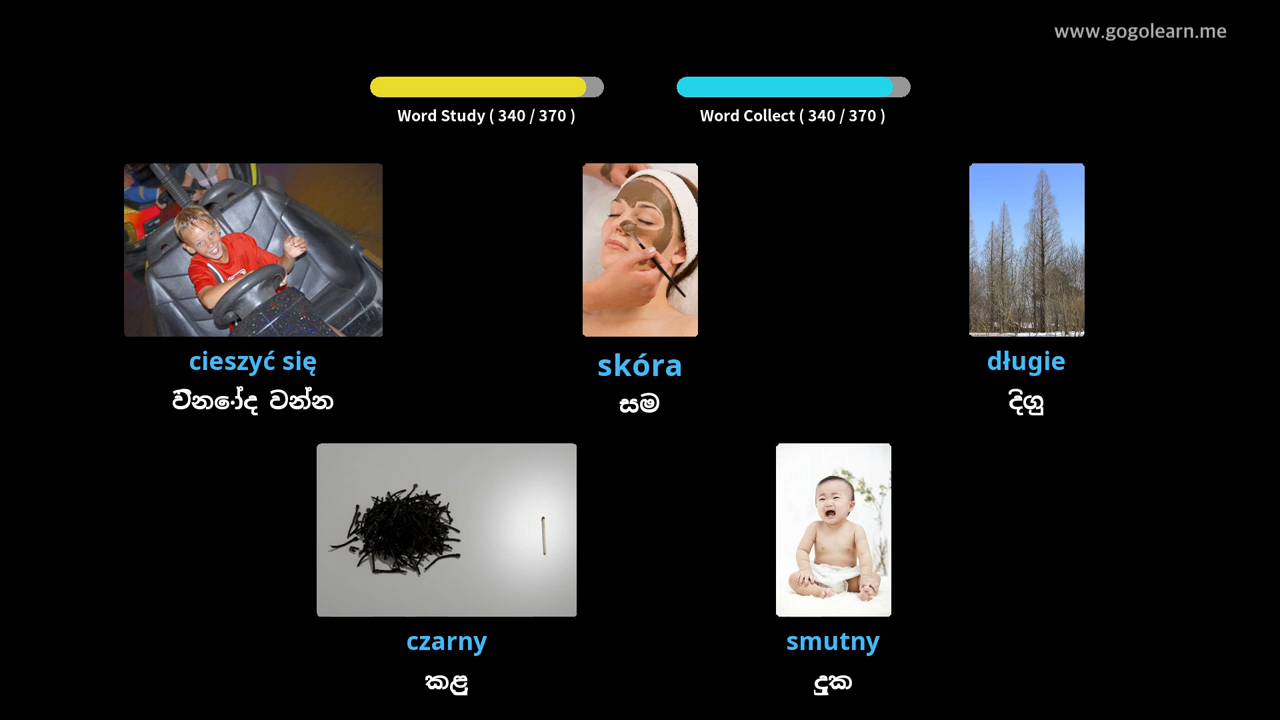 www.gogolearn.me
Word Study ( 340 / 370 )
Word Collect ( 340 / 370 )
cieszyć się
විනෝද වන්න
skóra
සම
długie
දිගු
czarny
කළු
smutny
දුක